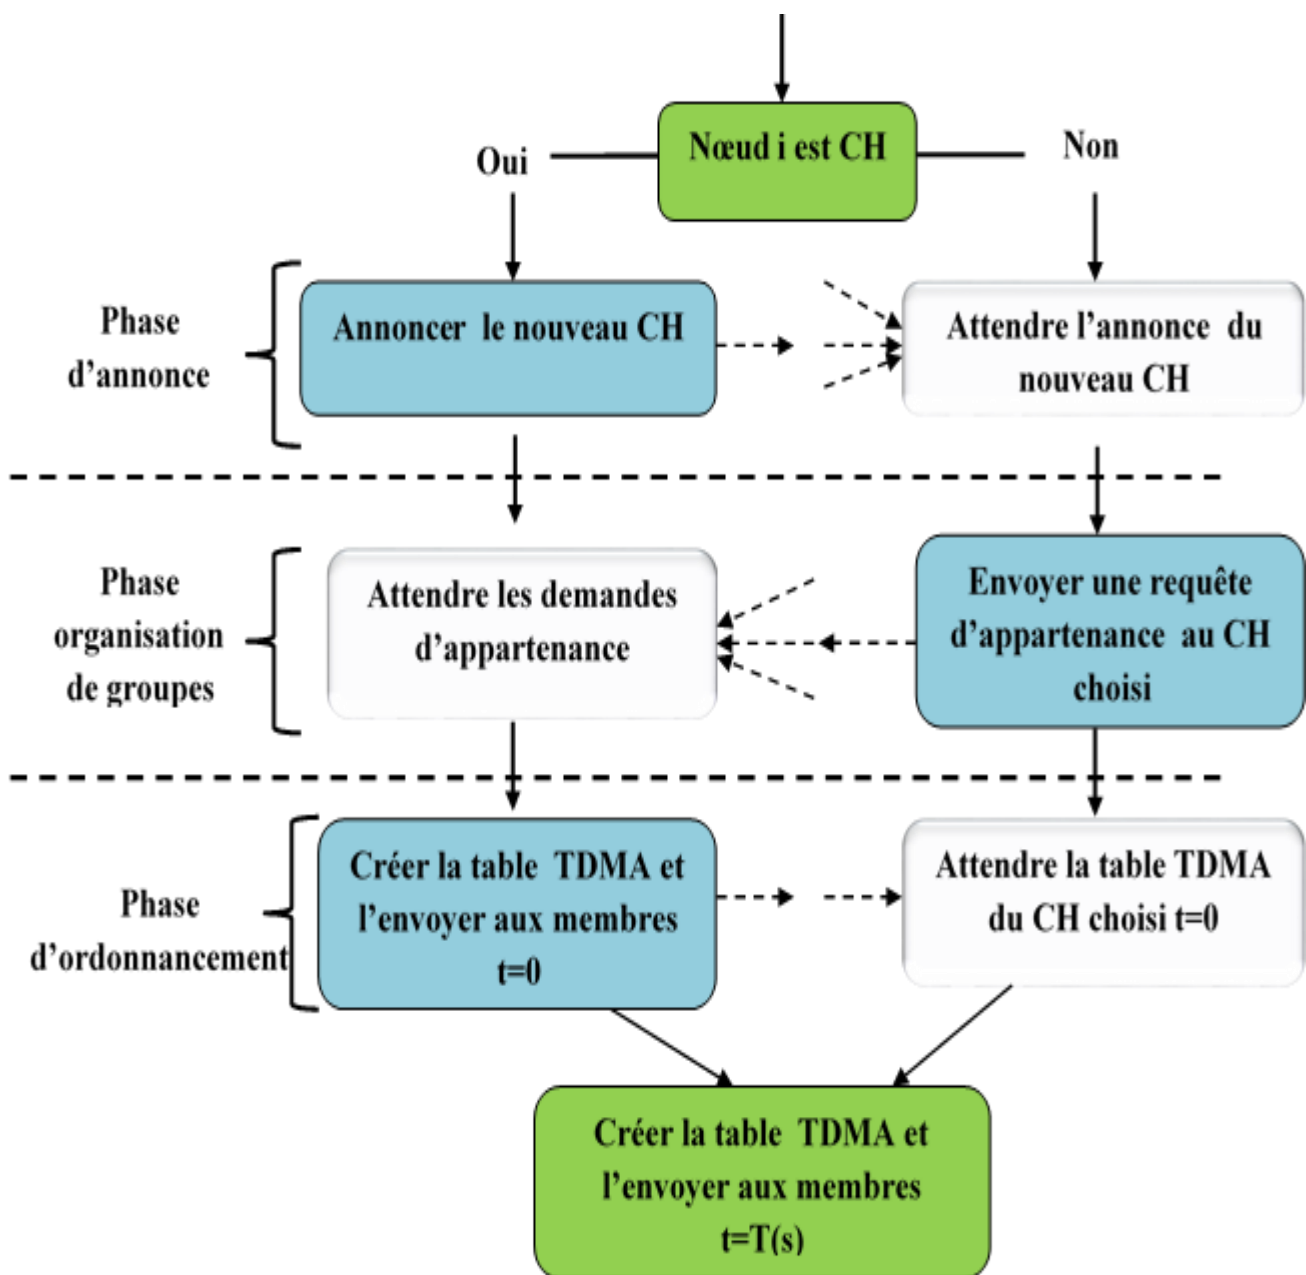 Nœud i est CH
Oui
Non
Phase
d’annonce
Annoncer le nouveau CH
Attendre l’annonce du
nouveau CH
Phase
organisation
de groupes
Attendre les demandes
d’appartenance
Envoyer une requête
d’appartenance au CH
choisi
Phase
d’ordonnancement
Créer la table TDMA et
l’envoyer aux membres
t=0
Attendre la table TDMA
du CH choisi t=0
Créer la table TDMA et
l’envoyer aux membres
t=T(s)